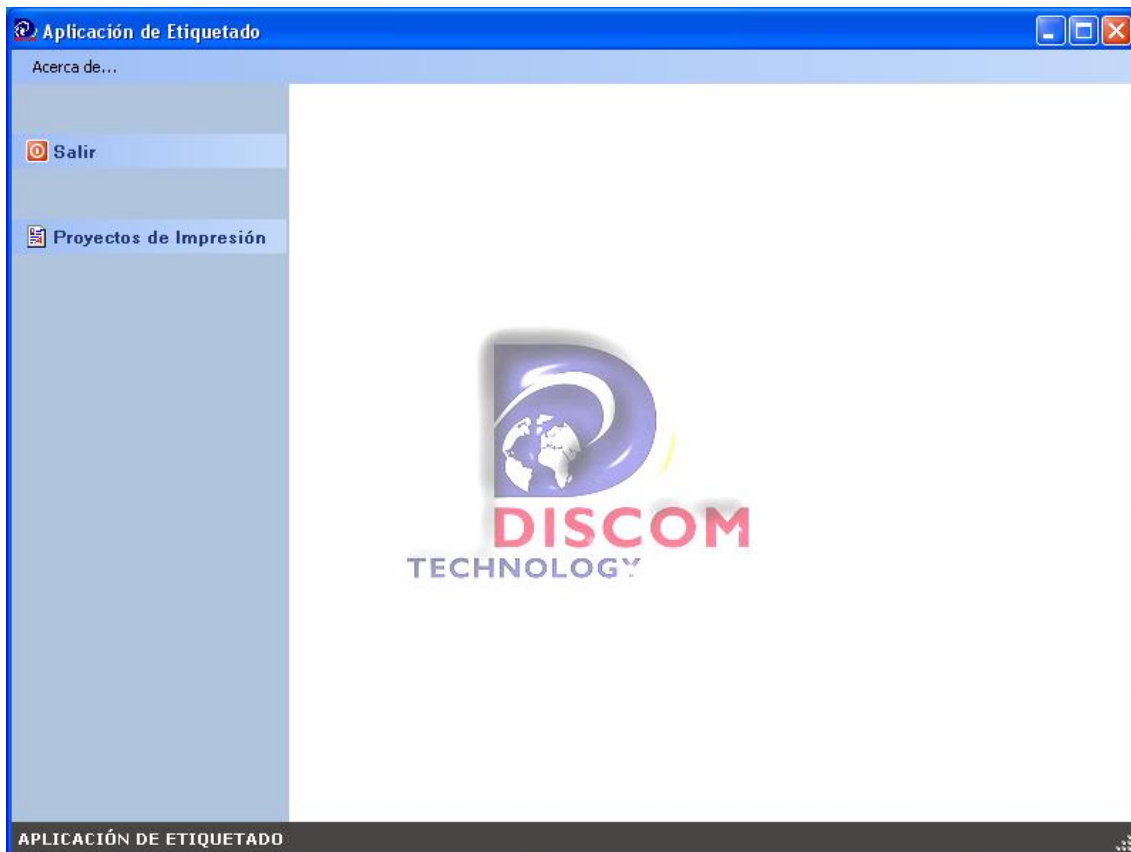 Aplicación de Etiquetado
Acerca de...
Salir
Proyectos de Impresión
DISCOM
TECHNOLOGY
APLICACIÓN DE ETIQUETADO